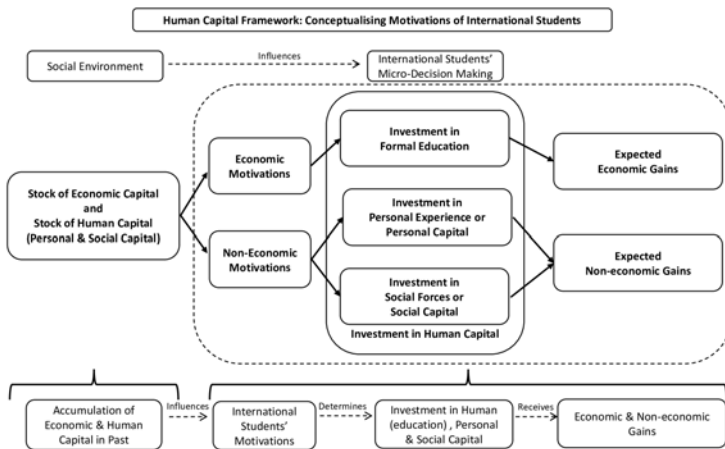 Human Capital Framework: Conceptualising Motivations of International Students
Social Environment
Influences
International Students'
Micro-Decision Making
Stock of Economic Capital
and
Stock of Human Capital
(Personal & Social Capital)
Economic
Motivations
Non-Economic
Motivations
Investment in
Formal Education
Investment in
Personal Experience or
Personal Capital
Investment in
Social Forces or
Social Capital
Investment in Human Capital
Expected
Economic Gains
Expected
Non-economic Gains
Accumulation of
Economic & Human
Capital in Past
Influences
International
Students'
Motivations
Determines
Investment in Human
(education) , Personal
& Social Capital
Receives
Economic & Non-economic
Gains